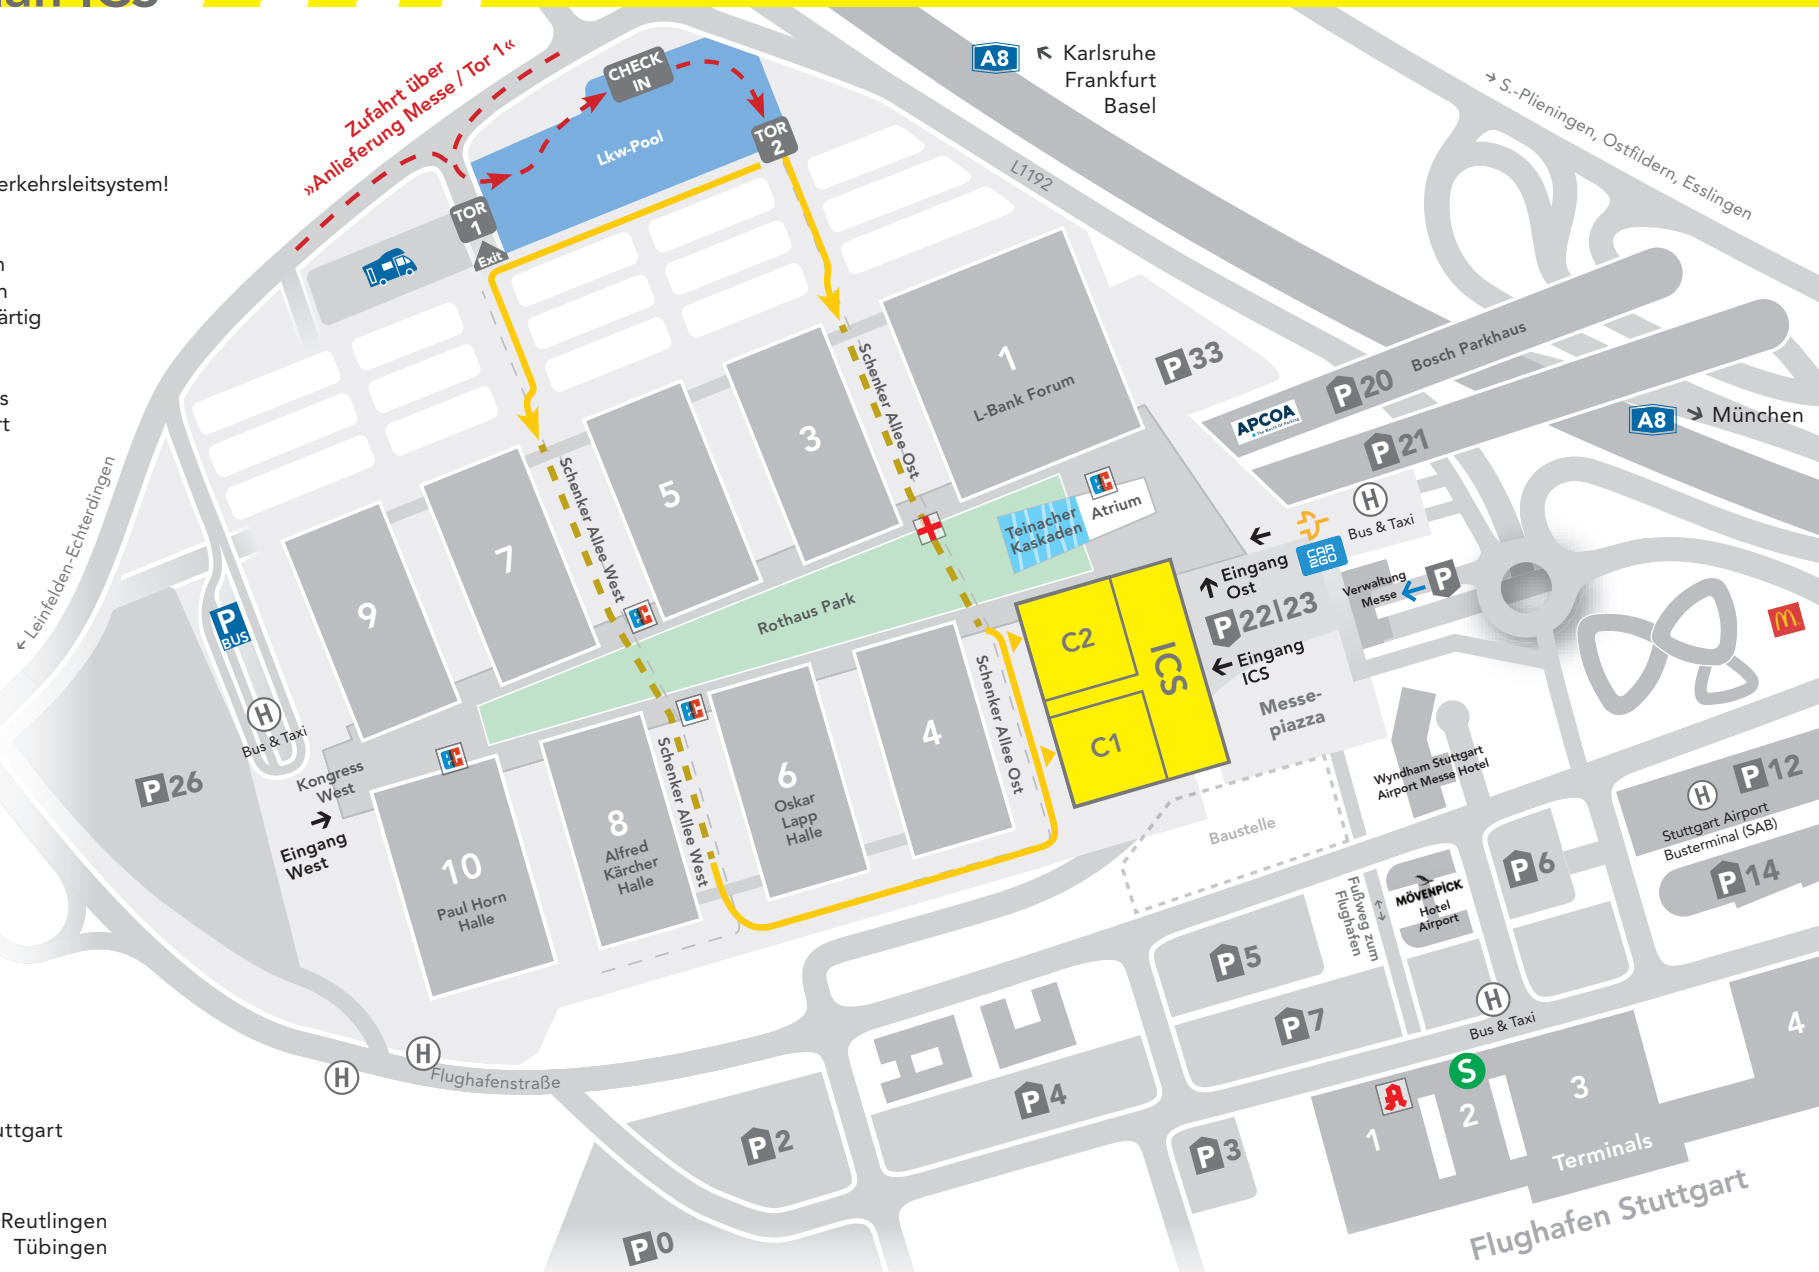 ICS
Zufahrt über
»Anlieferung Messe / Tor 1«
CHECK
IN
Lkw-Pool
TOR
2
TOR
1
Exit
A8
Karlsruhe
Frankfurt
Basel
S.-Plieningen, Ostfildern, Esslingen
L1192
erkehrsleitsystem!
ärtig
Leinfelden-Echterdingen
1
L-Bank Forum
3
5
7
9
Schenker Allee Ost
Schenker Allee West
P33
Bosch Parkhaus
P20
APCOA
P21
A8
München
H
Bus & Taxi
Teinacher
Kaskaden
Atrium
EC
Rothaus Park
EC
EC
EC
CAR
2GO
Eingang
Ost
P22|23
Eingang
ICS
Verwaltung
Messe
P
C2
C1
ICS
Messe-
piazza
P
BUS
H
Bus & Taxi
P26
Kongress
West
Eingang
West
10
Paul Horn
Halle
8
Alfred
Kärcher
Halle
Schenker Allee West
6
Oskar
Lapp
Halle
4
Schenker Allee Ost
Baustelle
Wyndham Stuttgart
Airport Messe Hotel
P12
H
Stuttgart Airport
Busterminal (SAB)
P14
P6
MÖVENPICK
Hotel
Airport
Fußweg zum
Flughafen
P5
P7
H
Bus & Taxi
S
P4
P2
P3
P0
H
H
Flughafenstraße
1
2
3
4
Terminals
Flughafen Stuttgart
uttgart
Reutlingen
Tübingen